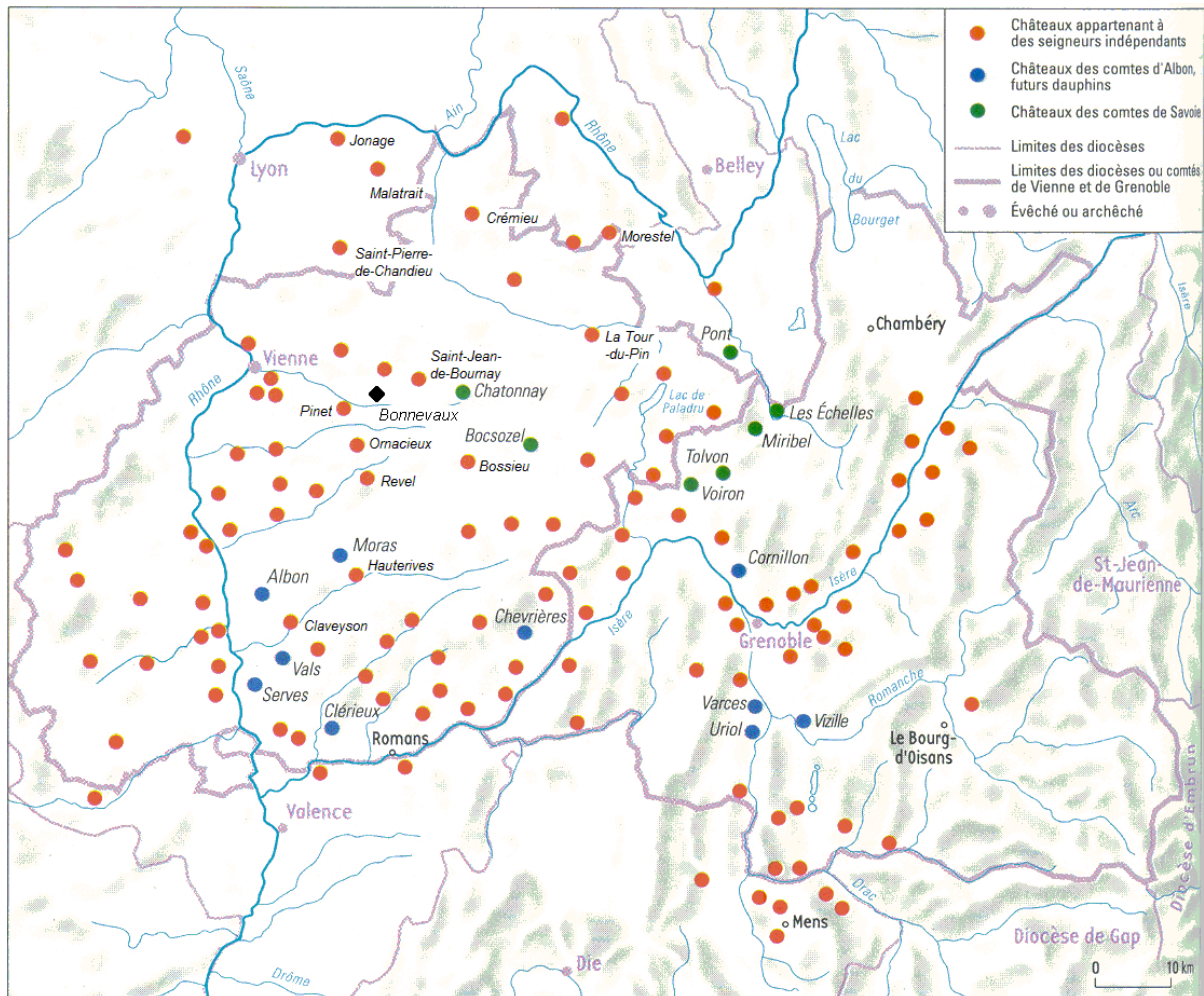 Châteaux appartenant à
des seigneurs indépendants
Châteaux des comtes d'Albon,
futurs dauphins
Châteaux des comtes de Savoie
Limites des diocèses
Limites des diocèses ou comtés
de Vienne et de Grenoble
Évêché ou archêché
Saône
Ain
Rhône
Lac
du
Bourget
Lyon
Jonage
Malatrait
Belley
Crémieu
Morestel
Saint-Pierre-
de-Chandieu
Isère
Chambéry
La Tour
-du-Pin
Pont
Vienne
Saint-Jean-
de-Bournay
Chatonnay
Rhône
Pinet
Bonnevaux
Lac de
Paladru
Les Échelles
Miribel
Ornacieux
Bocsozel
Bossieu
Tolvon
Voiron
Revel
Arc
Moras
Hauterives
Cornillon
Isère
St-Jean-
de-Maurienne
Albon
Claveyson
Chevrières
Isère
Grenoble
Vals
Serves
Clérieux
Romans
Varces
Uriol
Vizille
Romanche
Le Bourg-
d'Oisans
Valence
Diocèse d'Embrun
Drac
Mens
Diocèse de Gap
Die
Drôme
0 10 km